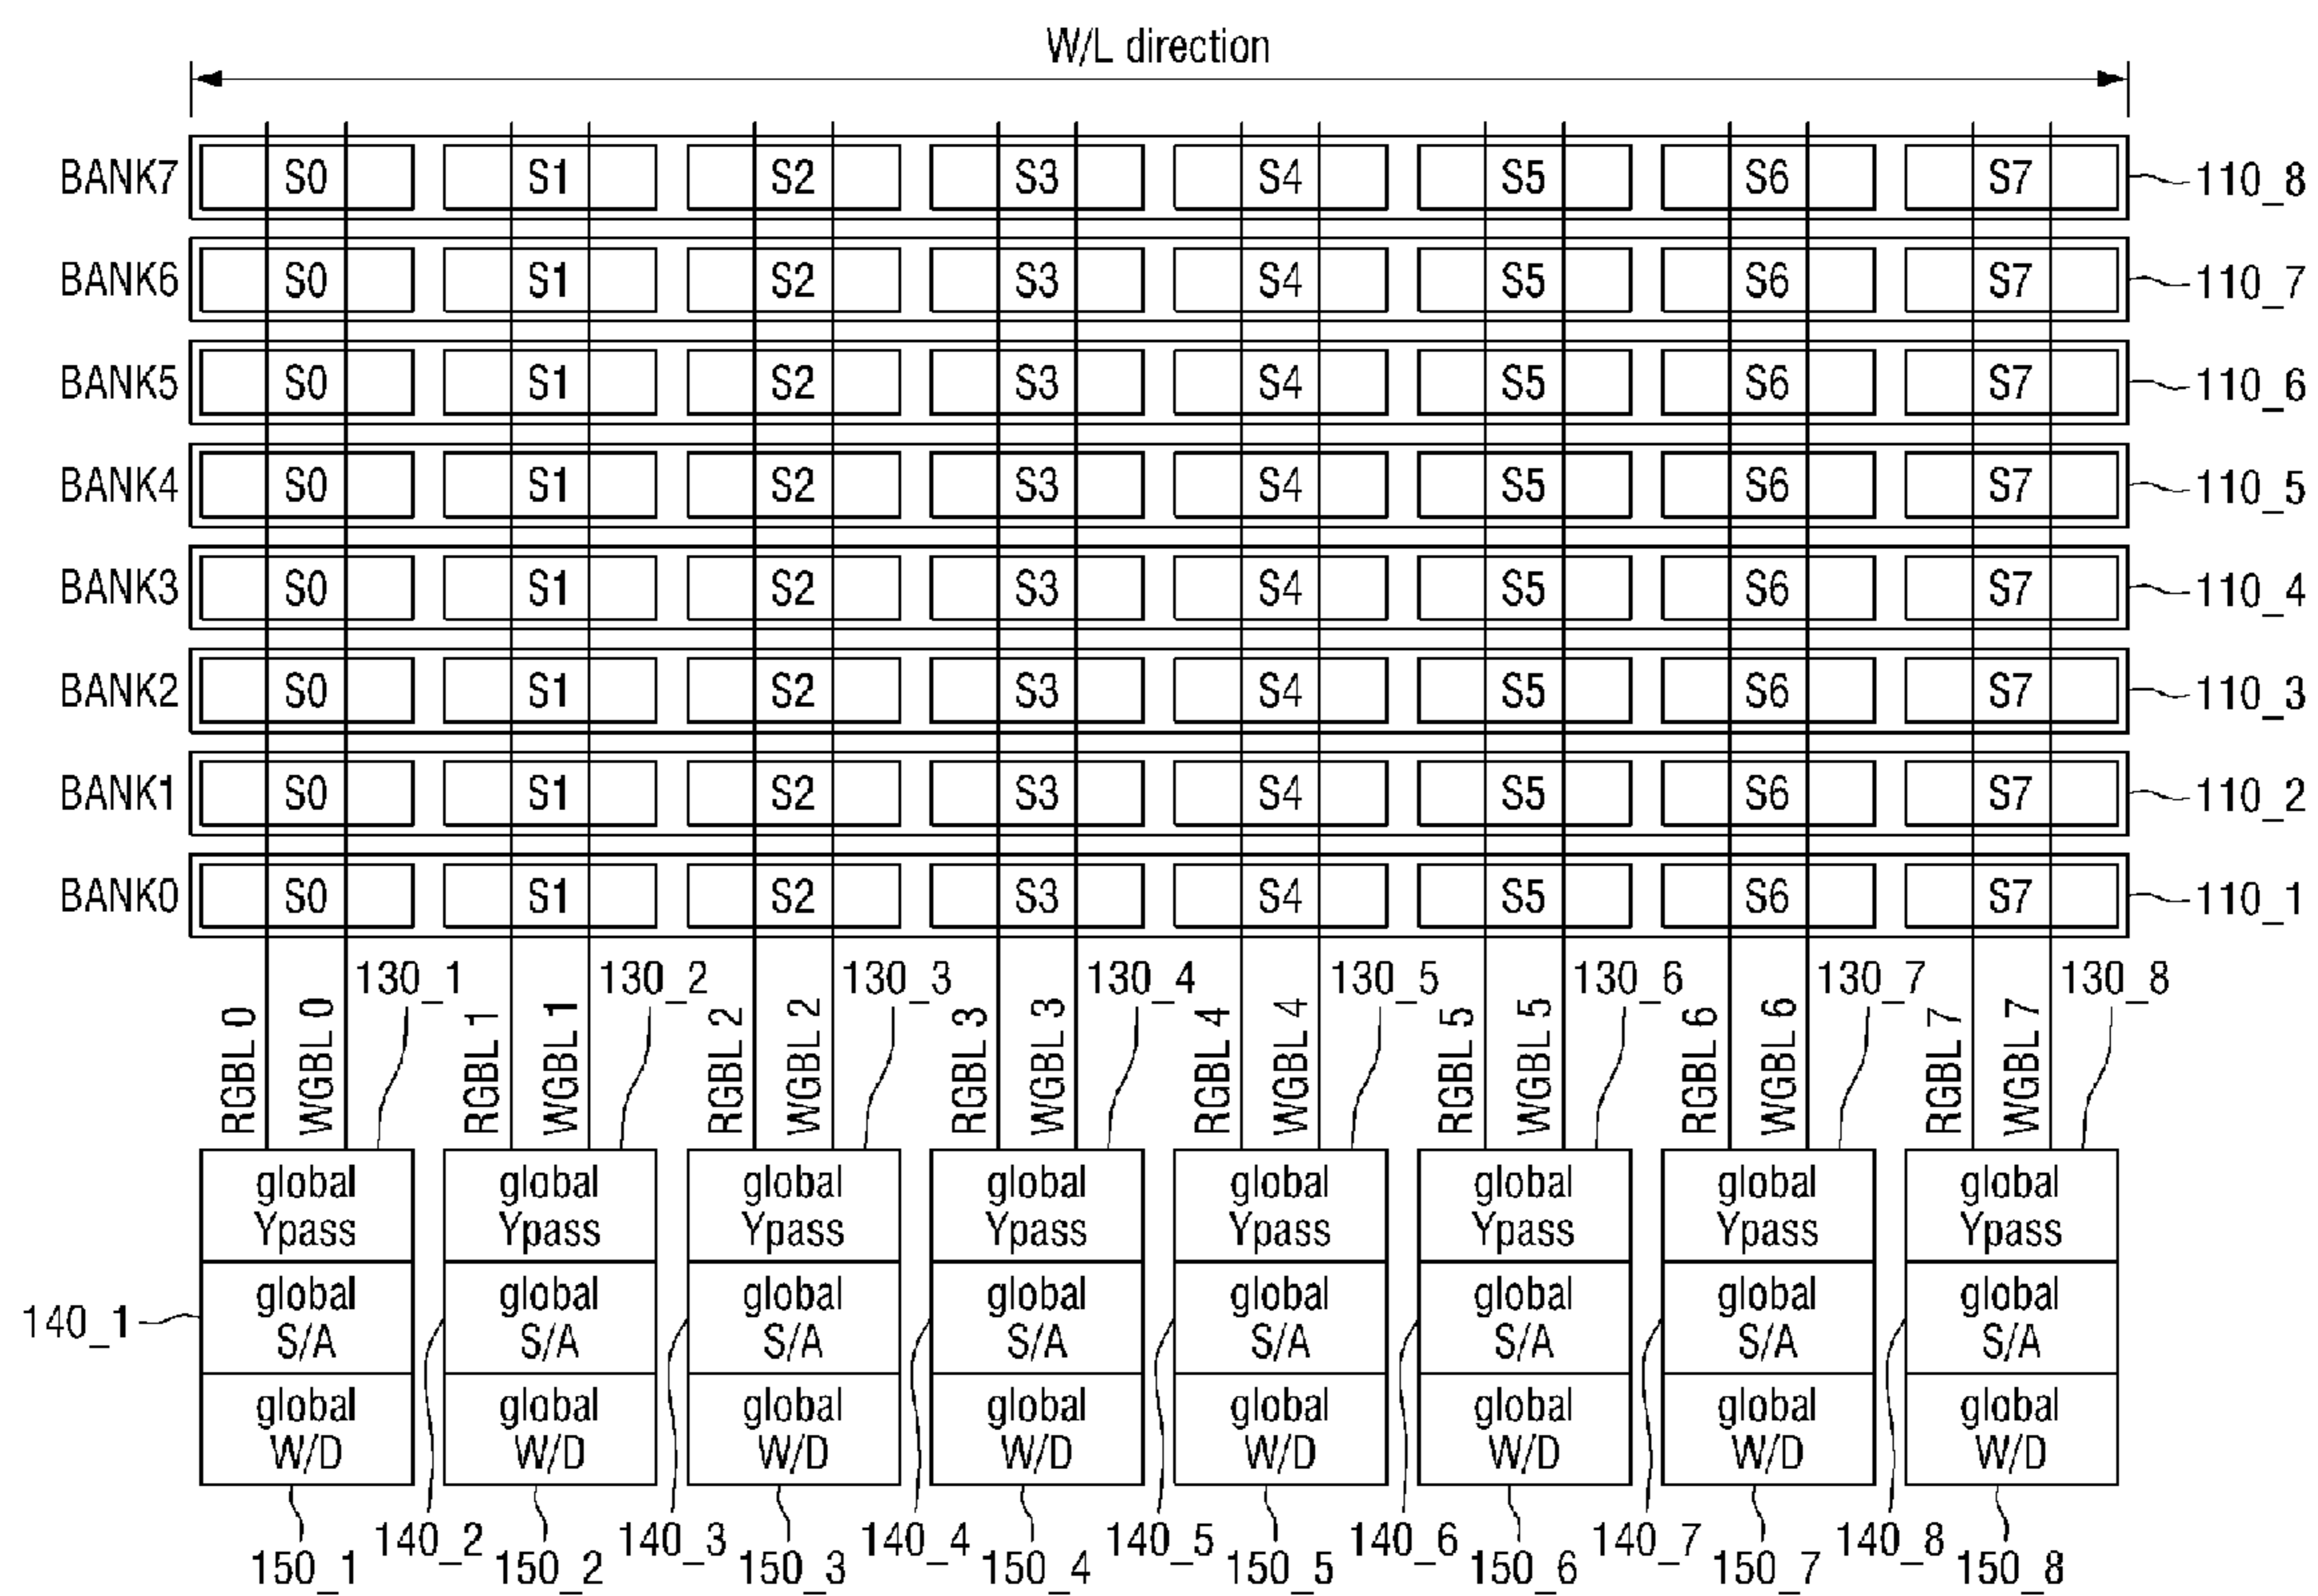 W/L direction
BANK7 S0 S1 S2 S3 S4 S5 S6 S7 110_8
BANK6 S0 S1 S2 S3 S4 S5 S6 S7 110_7
BANK5 S0 S1 S2 S3 S4 S5 S6 S7 110_6
BANK4 S0 S1 S2 S3 S4 S5 S6 S7 110_5
BANK3 S0 S1 S2 S3 S4 S5 S6 S7 110_4
BANK2 S0 S1 S2 S3 S4 S5 S6 S7 110_3
BANK1 S0 S1 S2 S3 S4 S5 S6 S7 110_2
BANK0 S0 S1 S2 S3 S4 S5 S6 S7 110_1
130_1 130_2 130_3 130_4 130_5 130_6 130_7 130_8
RGBL 0 WGBL 0 RGBL 1 WGBL 1 RGBL 2 WGBL 2 RGBL 3 WGBL 3 RGBL 4 WGBL 4 RGBL 5 WGBL 5 RGBL 6 WGBL 6 RGBL 7 WGBL 7
global global global global global global global global
Ypass Ypass Ypass Ypass Ypass Ypass Ypass Ypass
global global global global global global global global
140_1 S/A S/A S/A S/A S/A S/A S/A S/A
global global global global global global global global
W/D W/D W/D W/D W/D W/D W/D W/D
140_2 140_3 140_4 140_5 140_6 140_7 140_8
150_1 150_2 150_3 150_4 150_5 150_6 150_7 150_8